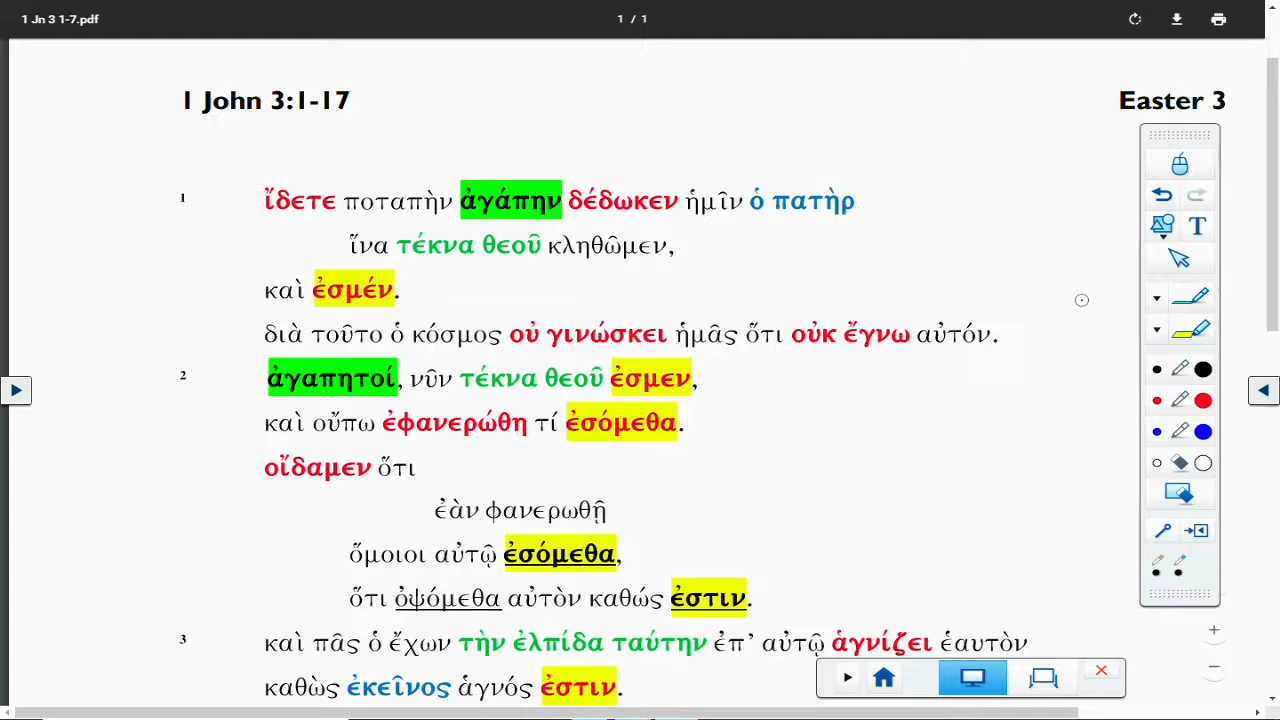 1 Jn 3 1-7.pdf
1 / 1
1 John 3:1-17 Easter 3
1 ἴδετε ποταπὴν ἀγάπην δέδωκεν ἡμῖν ὁ πατὴρ
ἵνα τέκνα θεοῦ κληθῶμεν,
καὶ ἐσμέν.
διὰ τοῦτο ὁ κόσμος οὐ γινώσκει ἡμᾶς ὅτι οὐκ ἔγνω αὐτόν.
2 ἀγαπητοί, νῦν τέκνα θεοῦ ἐσμεν,
καὶ οὔπω ἐφανερώθη τί ἐσόμεθα.
οἴδαμεν ὅτι
ἐὰν φανερωθῇ
ὅμοιοι αὐτῷ ἐσόμεθα,
ὅτι ὀψόμεθα αὐτὸν καθώς ἐστιν.
3 καὶ πᾶς ὁ ἔχων τὴν ἐλπίδα ταύτην ἐπ’ αὐτῷ ἁγνίζει ἑαυτὸν
καθὼς ἐκεῖνος ἁγνός ἐστιν.
T